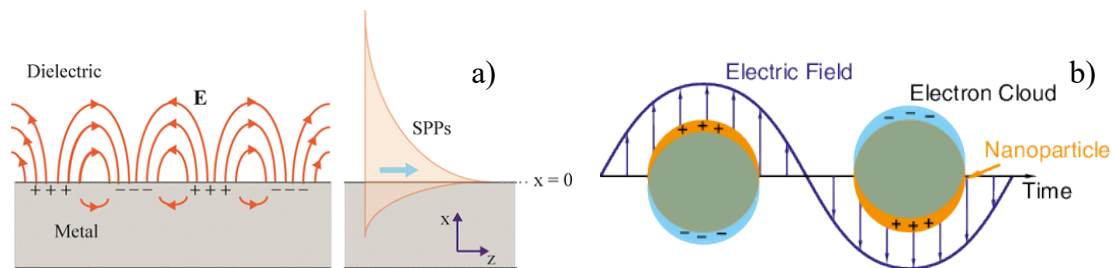 a)
Dielectric
E
SPPs
+ + +
− − −
+ + +
− − −
x = 0
Metal
x
z
b)
Electric Field
Electron Cloud
− − −
+ + +
Nanoparticle
Time
− − −
+ + +